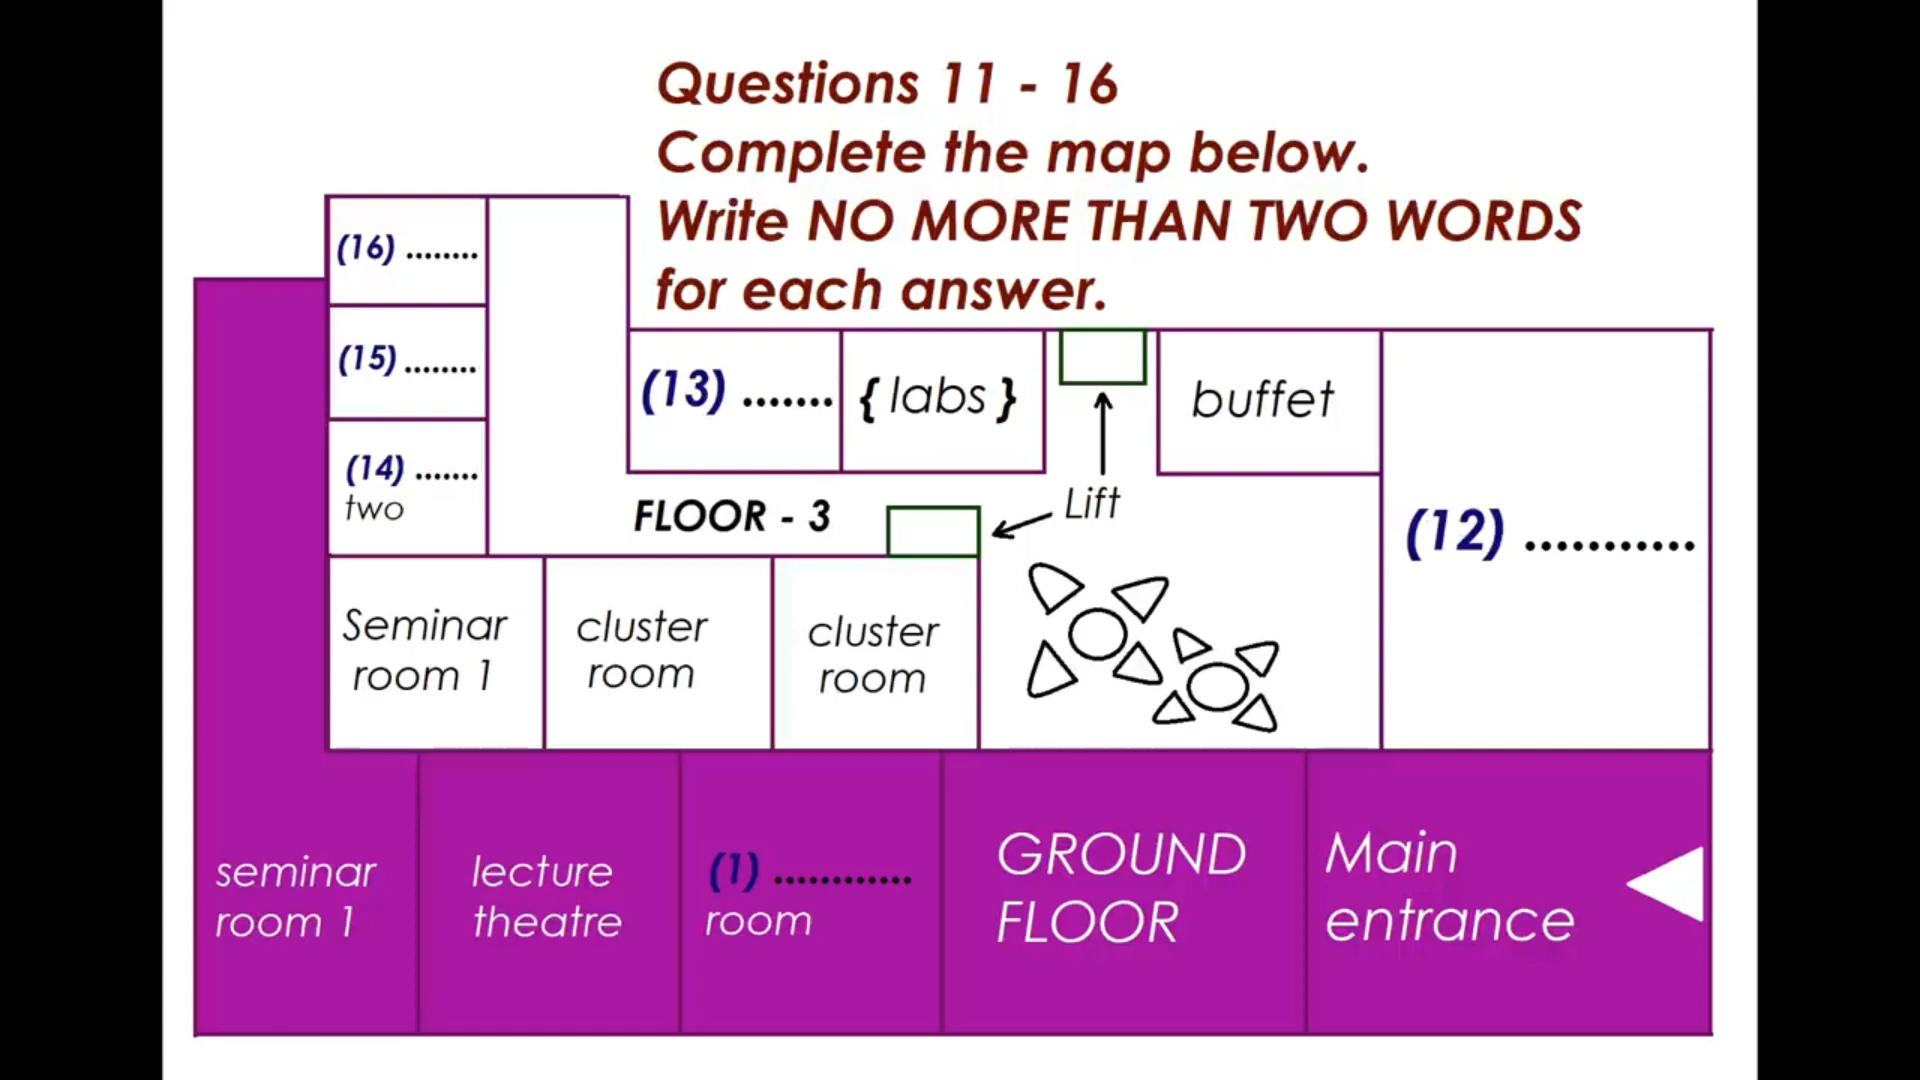 Questions 11 - 16
Complete the map below.
Write NO MORE THAN TWO WORDS
for each answer.
(16) ........
(15) ........
(14) .......
two
(13) .......
{ labs }
buffet
Lift
FLOOR - 3
(12) ...........
Seminar
room 1
cluster
room
cluster
room
seminar
room 1
lecture
theatre
(1) ............
room
GROUND
FLOOR
Main
entrance